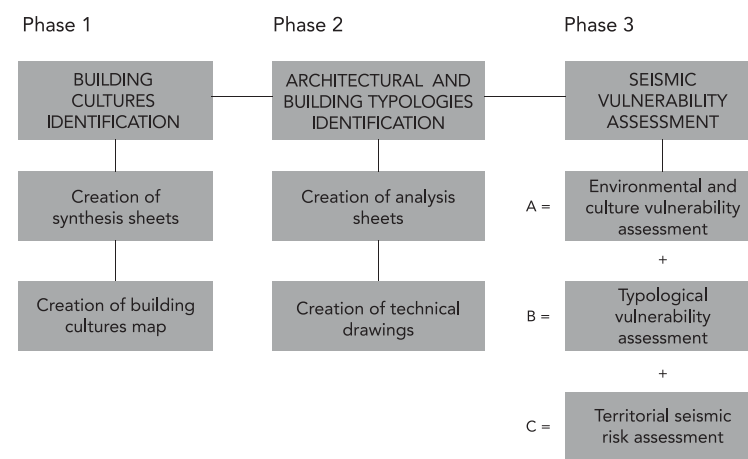 Phase 1
Phase 2
Phase 3
BUILDING
CULTURES
IDENTIFICATION
ARCHITECTURAL AND
BUILDING TYPOLOGIES
IDENTIFICATION
SEISMIC
VULNERABILITY
ASSESSMENT
Creation of
synthesis sheets
Creation of analysis
sheets
A =
Environmental and
culture vulnerability
assessment
+
Creation of building
cultures map
Creation of technical
drawings
B =
Typological
vulnerability
assessment
+
C =
Territorial seismic
risk assessment